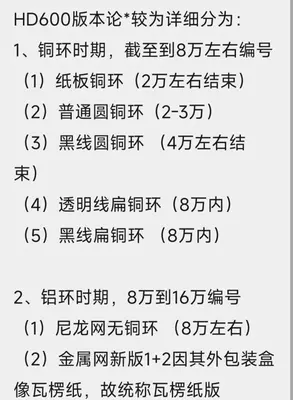 HD600版本论*较为详细分为：
1、铜环时期，截至到8万左右编号
（1）纸板铜环（2万左右结束）
（2）普通圆铜环（2-3万）
（3）黑线圆铜环 （4万左右结
束）
（4）透明线扁铜环（8万内）
（5）黑线扁铜环 （8万内）
2、铝环时期，8万到16万编号
（1）尼龙网无铜环 （8万左右）
（2）金属网新版1+2因其外包装盒
像瓦楞纸，故统称瓦楞纸版